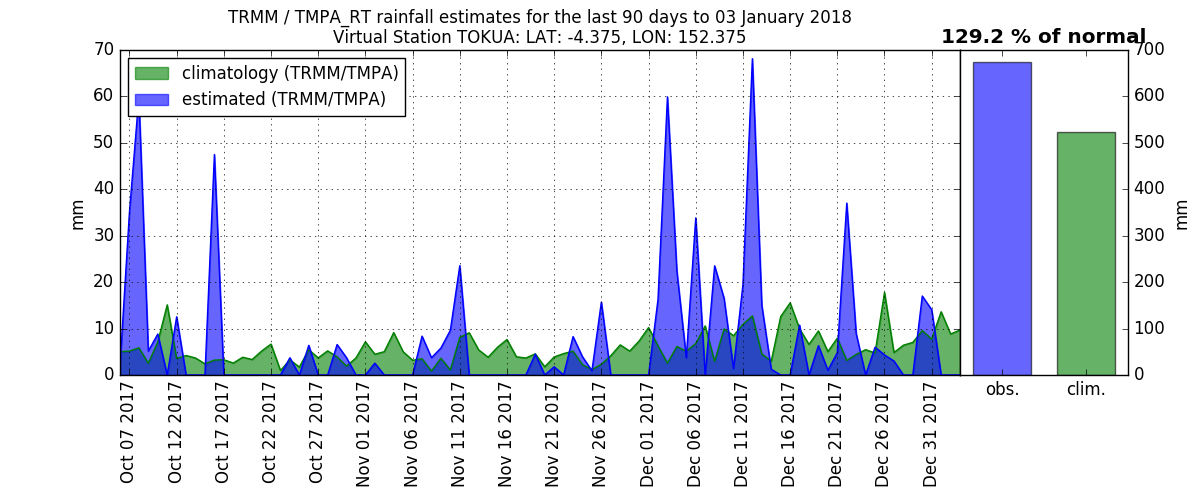 TRMM / TMPA_RT rainfall estimates for the last 90 days to 03 January 2018
Virtual Station TOKUA: LAT: -4.375, LON: 152.375
129.2 % of normal
climatology (TRMM/TMPA)
estimated (TRMM/TMPA)
mm
70
60
50
40
30
20
10
0
Oct 07 2017
Oct 12 2017
Oct 17 2017
Oct 22 2017
Oct 27 2017
Nov 01 2017
Nov 06 2017
Nov 11 2017
Nov 16 2017
Nov 21 2017
Nov 26 2017
Dec 01 2017
Dec 06 2017
Dec 11 2017
Dec 16 2017
Dec 21 2017
Dec 26 2017
Dec 31 2017
obs.
clim.
700
600
500
400
300
200
100
0
mm